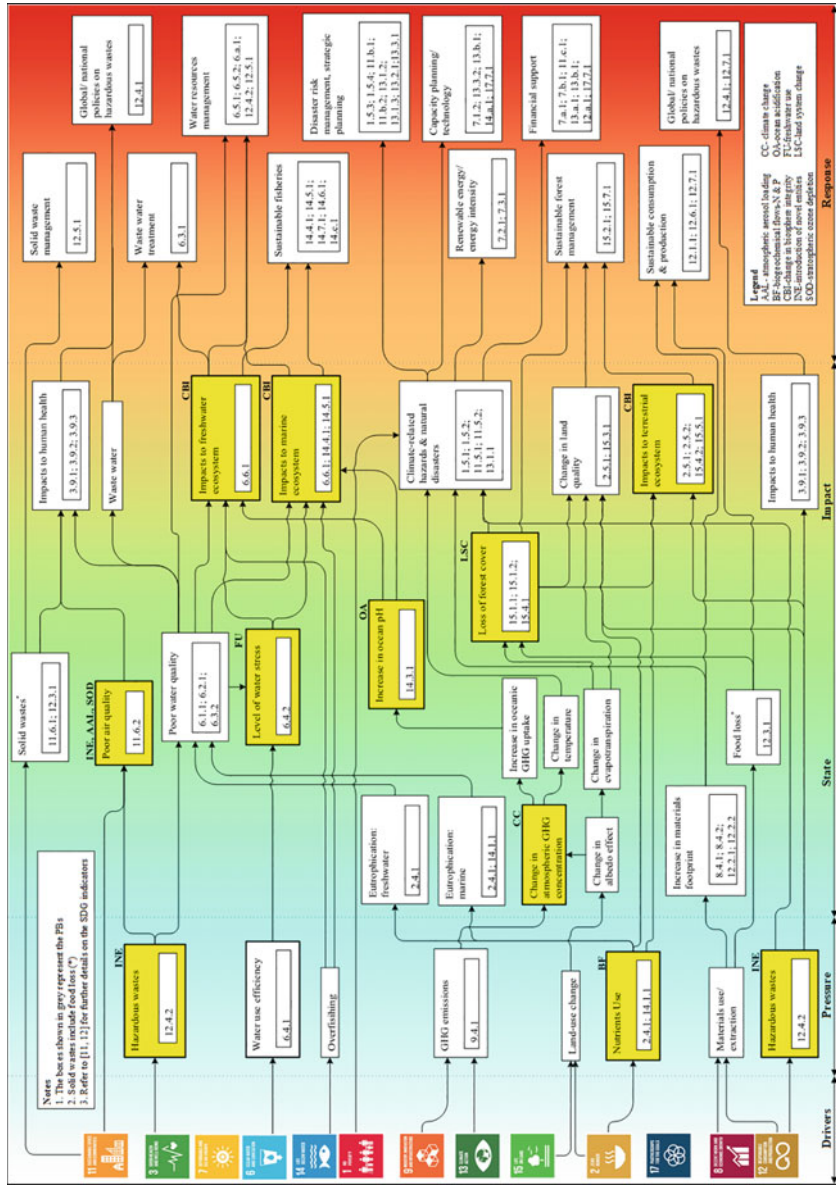 Notes
1. The boxes shown in grey represent the PBs
2. Solid wastes include food loss (*)
3. Refer to [11, 12] for further details on the SDG indicators
11
3
7
6
14
1
9
13
15
2
17
8
12
Drivers
INE
Hazardous wastes
12.4.2
Water use efficiency
6.4.1
Overfisihing
GHG emissions
9.4.1
Land-use change
BF
Nutrients Use
2.4.1; 14.1.1
Materials use/
extraction
INE
Hazardous wastes
12.4.2
Pressure
Solid wastes*
11.6.1; 12.3.1
INE, AAL, SOD
Poor air quality
11.6.2
Poor water quality
6.1.1; 6.2.1;
6.3.2
FU
Level of water stress
6.4.2
Eutrophication:
freshwater
2.4.1
Eutrophication:
marine
2.4.1; 14.1.1
OA
Increase in ocean pH
14.3.1
Increase in oceanic
GHG uptake
CC
Change in
atmospheric GHG
concentration
Change in
temperature
Change in
albedo effect
Change in
evapotranspiration
LSC
Loss of forest cover
15.1.1; 15.1.2;
15.4.1
Increase in materials
footprint
8.4.1; 8.4.2;
12.2.1; 12.2.2
Food loss*
12.3.1
State
Impacts to human health
3.9.1; 3.9.2; 3.9.3
Waste water
CBI
Impacts to freshwater
ecosystem
6.6.1
CBI
Impacts to marine
ecosystem
6.6.1; 14.4.1; 14.5.1
Climate-related
hazards & natural
disasters
1.5.1; 1.5.2;
11.5.1; 11.5.2;
13.1.1
Change in land
quality
2.5.1; 15.3.1
CBI
Impacts to terrestrial
ecosystem
2.5.1; 2.5.2;
15.4.2; 15.5.1
Impacts to human health
3.9.1; 3.9.2; 3.9.3
Impact
Solid waste
management
12.5.1
Global/ national
policies on
hazardous wastes
12.4.1
Waste water
treatment
6.3.1
Water resources
management
6.5.1; 6.5.2; 6.a.1;
12.4.2; 12.5.1
Sustainable fisheries
14.4.1; 14.5.1;
14.7.1; 14.6.1;
14.c.1
Disaster risk
management, strategic
planning
1.5.3; 1.5.4; 11.b.1;
11.b.2; 13.1.2;
13.1.3; 13.2.1;13.3.1
Capacity planning/
technology
7.1.2; 13.3.2; 13.b.1;
14.a.1; 17.7.1
Renewable energy/
energy intensity
7.2.1; 7.3.1
Financial support
7.a.1; 7.b.1; 11.c.1;
13.a.1; 13.b.1;
12.a.1; 17.7.1
Sustainable forest
management
15.2.1; 15.7.1
Sustainable consumption
& production
12.1.1; 12.6.1; 12.7.1
Global/ national
policies on
hazardous wastes
12.4.1; 12.7.1
Legend
AAL - atmospheric aerosol loading
BF-biogeochemical flows-N & P
CBI-change in biosphere integrity
INE-introduction of novel entities
SOD-stratospheric ozone depletion
CC- climate change
OA-ocean acidification
FU-freshwater use
LSC-land system change
Response